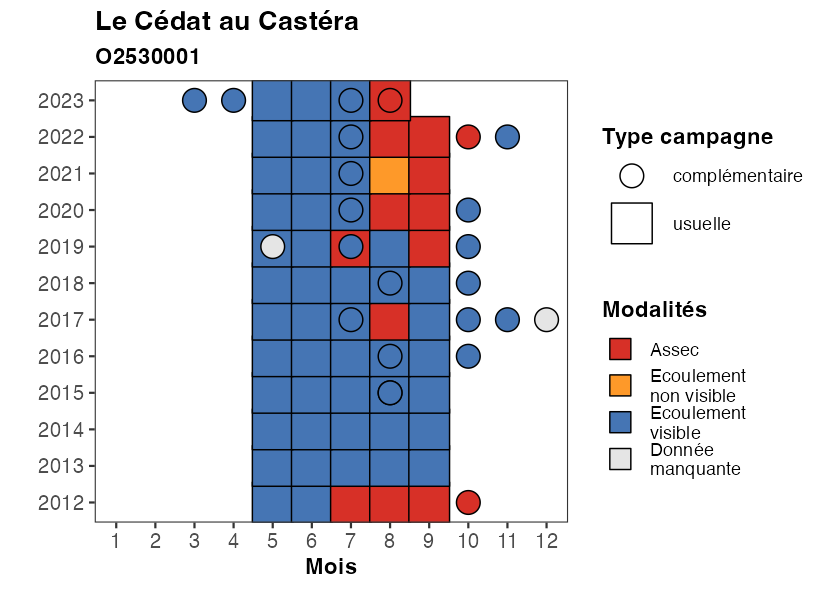 Le Cédat au Castéra
O2530001
2023
2022
2021
2020
2019
2018
2017
2016
2015
2014
2013
2012
1 2 3 4 5 6 7 8 9 10 11 12
Mois
Type campagne
complémentaire
usuelle
Modalités
Assec
Ecoulement
non visible
Ecoulement
visible
Donnée
manquante